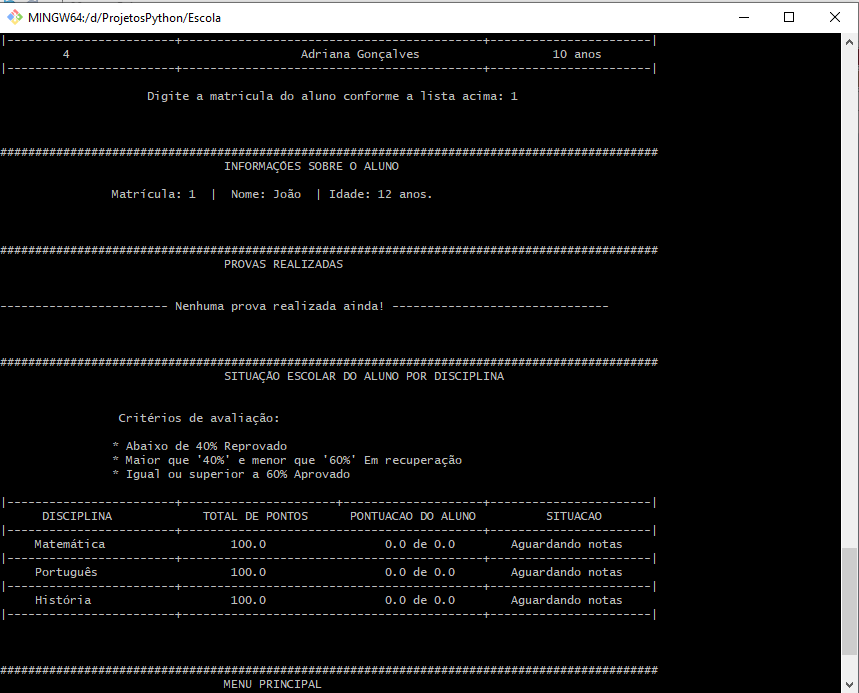 MINGW64:/d/ProjetosPython/Escola
|------------------------+-------------------------------------------+-----------------------|
4 Adriana Gonçalves 10 anos
|------------------------+-------------------------------------------+-----------------------|
Digite a matricula do aluno conforme a lista acima: 1
##############################################################################################
INFORMAÇÕES SOBRE O ALUNO
Matrícula: 1 | Nome: João | Idade: 12 anos.
##############################################################################################
PROVAS REALIZADAS
------------------------ Nenhuma prova realizada ainda! -------------------------------
##############################################################################################
SITUAÇÃO ESCOLAR DO ALUNO POR DISCIPLINA
Critérios de avaliação:
* Abaixo de 40% Reprovado
* Maior que '40%' e menor que '60%' Em recuperação
* Igual ou superior a 60% Aprovado
|------------------------+----------------------+--------------------+-----------------------|
DISCIPLINA TOTAL DE PONTOS PONTUACAO DO ALUNO SITUACAO
|------------------------+-------------------------------------------+-----------------------|
Matemática 100.0 0.0 de 0.0 Aguardando notas
|------------------------+-------------------------------------------+-----------------------|
Português 100.0 0.0 de 0.0 Aguardando notas
|------------------------+-------------------------------------------+-----------------------|
História 100.0 0.0 de 0.0 Aguardando notas
|------------------------+-------------------------------------------+-----------------------|
##############################################################################################
MENU PRINCIPAL